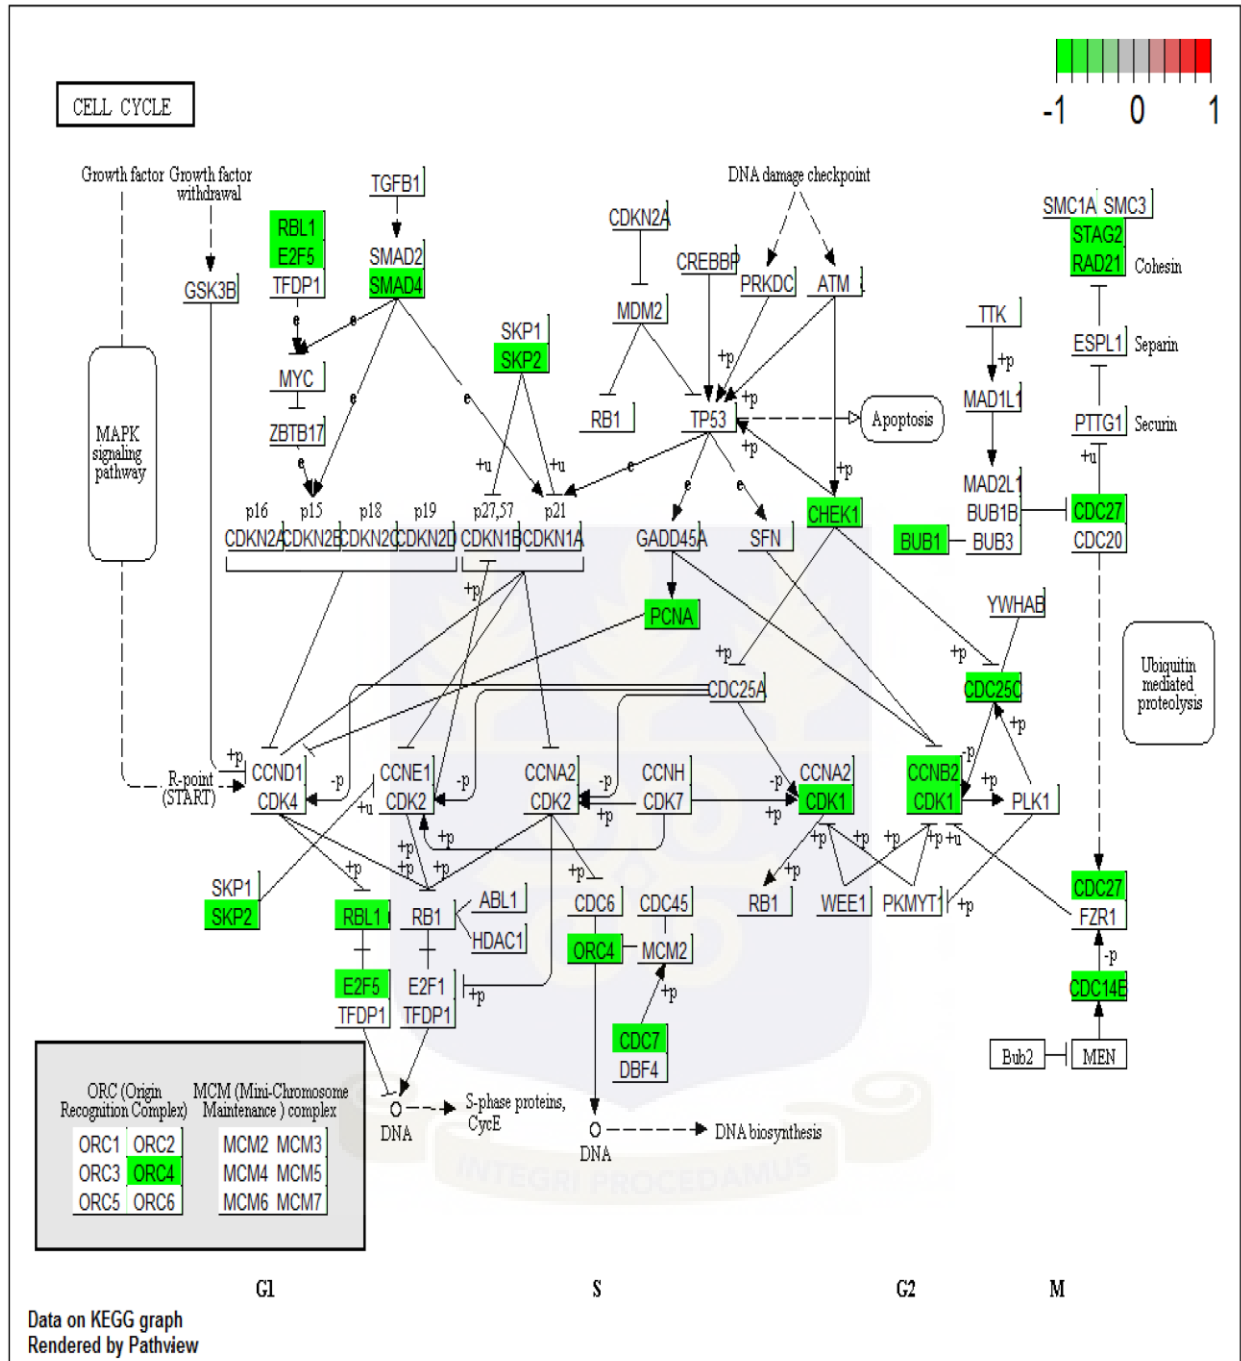 -1 0 1
CELL CYCLE
Growth factor
Growth factor
withdrawal
TGFB1
DNA damage checkpoint
RBL1
E2F5
TFDP1
SMAD2
SMAD4
GSK3B
CDKN2A
CREBBP
PRKDC
ATM
SMC1A SMC3
STAG2
RAD21
Cohesin
MDM2
SKP1
SKP2
TTK
ESPL1
Separin
e
e
+p
+p
MYC
ZBTB17
e
e
e
RB1
TP53
+p
+p
Apoptosis
MAD1L1
PTTG1
Securin
MAPK
signaling
pathway
+u
+u
e
e
e
+p
+u
p16
p15
p18
p19
p27,57
p21
CDKN2A
CDKN2B
CDKN2C
CDKN2D
CDKN1B
CDKN1A
GADD45A
SFN
CHEK1
MAD2L1
BUB1B
BUB3
BUB1
CDC27
CDC20
+p
PCNA
YWHAB
+p
+p
CDC25A
CDC25C
Ubiquitin
mediated
proteolysis
R-point
(START)
+p
CCND1
CDK4
-p
CCNE1
CDK2
-p
CCNA2
CDK2
-p
+p
CCNH
CDK7
-p
+p
CCNA2
CDK1
CCNB2
CDK1
-p
+p
+p
PLK1
+u
+p
+p
+p
+p
+p
+p
+p
+p
+p
+p
+u
SKP1
SKP2
RBL1
RB1
ABL1
HDAC1
CDC6
CDC45
RB1
WEE1
PKMYT1
+p
CDC27
FZR1
ORC4
MCM2
-p
E2F5
TFDP1
E2F1
TFDP1
+p
+p
CDC14B
CDC7
DBF4
Bub2
MEN
ORC (Origin
Recognition Complex)
MCM (Mini-Chromosome
Maintenance ) complex
ORC1 ORC2
ORC3 ORC4
ORC5 ORC6
MCM2 MCM3
MCM4 MCM5
MCM6 MCM7
DNA
S-phase proteins,
CycE
DNA
DNA biosynthesis
INTEGRI PROCEDAMUS
G1 S G2 M
Data on KEGG graph
Rendered by Pathview